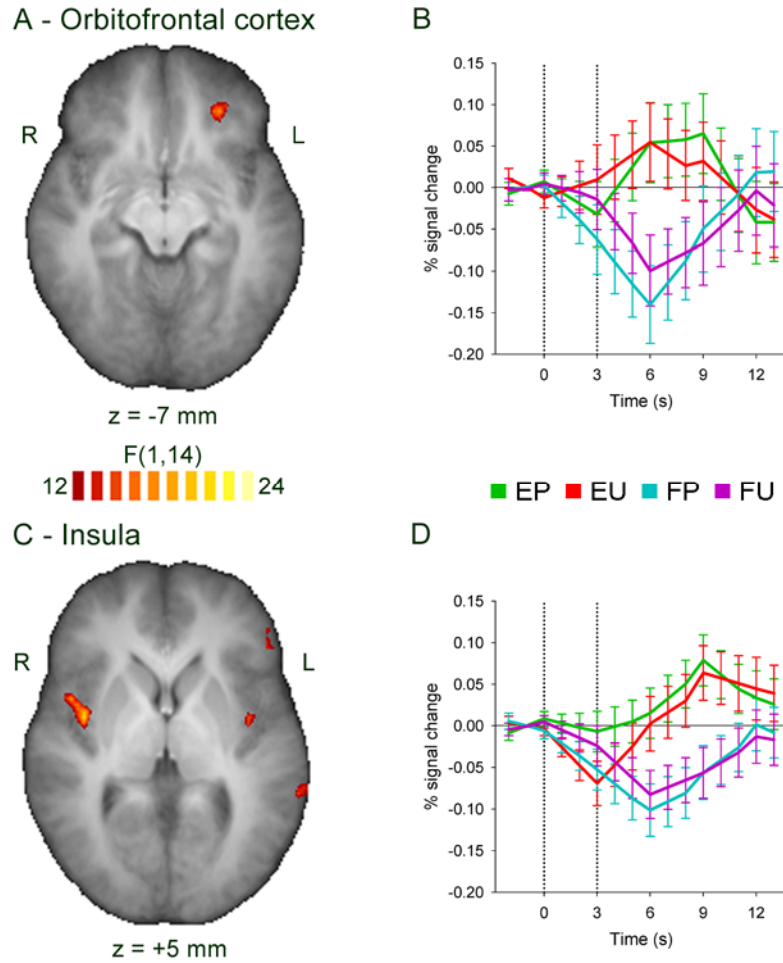 A - Orbitofrontal cortex
R
L
z = -7 mm
F(1,14)
12
24
B
0.15
0.10
0.05
0.00
-0.05
-0.10
-0.15
-0.20
% signal change
0 3 6 9 12
Time (s)
EP EU FP FU
C - Insula
R
L
z = +5 mm
D
0.15
0.10
0.05
0.00
-0.05
-0.10
-0.15
-0.20
% signal change
0 3 6 9 12
Time (s)